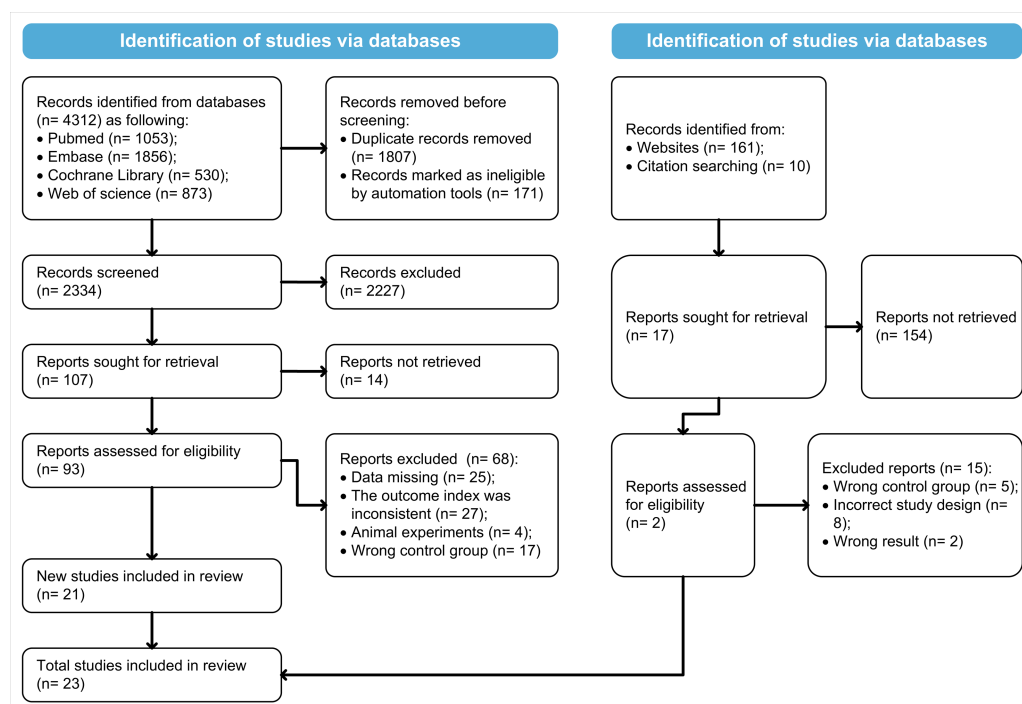 Identification of studies via databases
Records identified from databases
(n= 4312) as following:
• Pubmed (n= 1053);
• Embase (n= 1856);
• Cochrane Library (n= 530);
• Web of science (n= 873)
Records removed before
screening:
• Duplicate records removed
(n= 1807)
• Records marked as ineligible
by automation tools (n= 171)
Records screened
(n= 2334)
Records excluded
(n= 2227)
Reports sought for retrieval
(n= 107)
Reports not retrieved
(n= 14)
Reports assessed for eligibility
(n= 93)
Reports excluded (n= 68):
• Data missing (n= 25);
• The outcome index was
inconsistent (n= 27);
• Animal experiments (n= 4);
• Wrong control group (n= 17)
New studies included in review
(n= 21)
Total studies included in review
(n= 23)
Identification of studies via databases
Records identified from:
• Websites (n= 161);
• Citation searching (n= 10)
Reports sought for retrieval
(n= 17)
Reports not retrieved
(n= 154)
Reports assessed
for eligibility
(n= 2)
Excluded reports (n= 15):
• Wrong control group (n= 5);
• Incorrect study design (n=
8);
• Wrong result (n= 2)